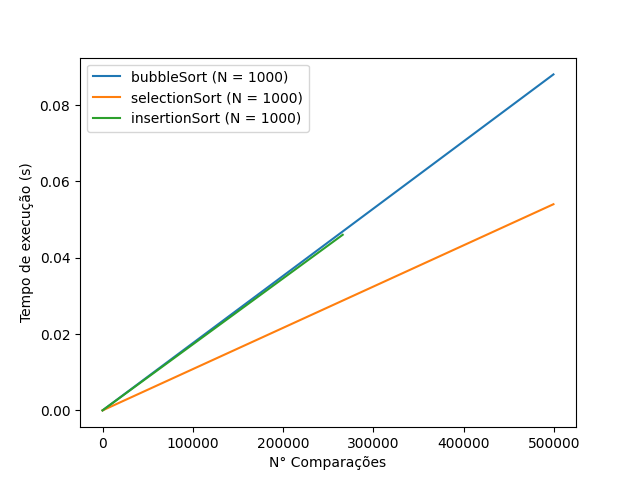 bubbleSort (N = 1000)
selectionSort (N = 1000)
insertionSort (N = 1000)
0.08
0.06
0.04
0.02
0.00
Tempo de execução (s)
0 100000 200000 300000 400000 500000
N° Comparações